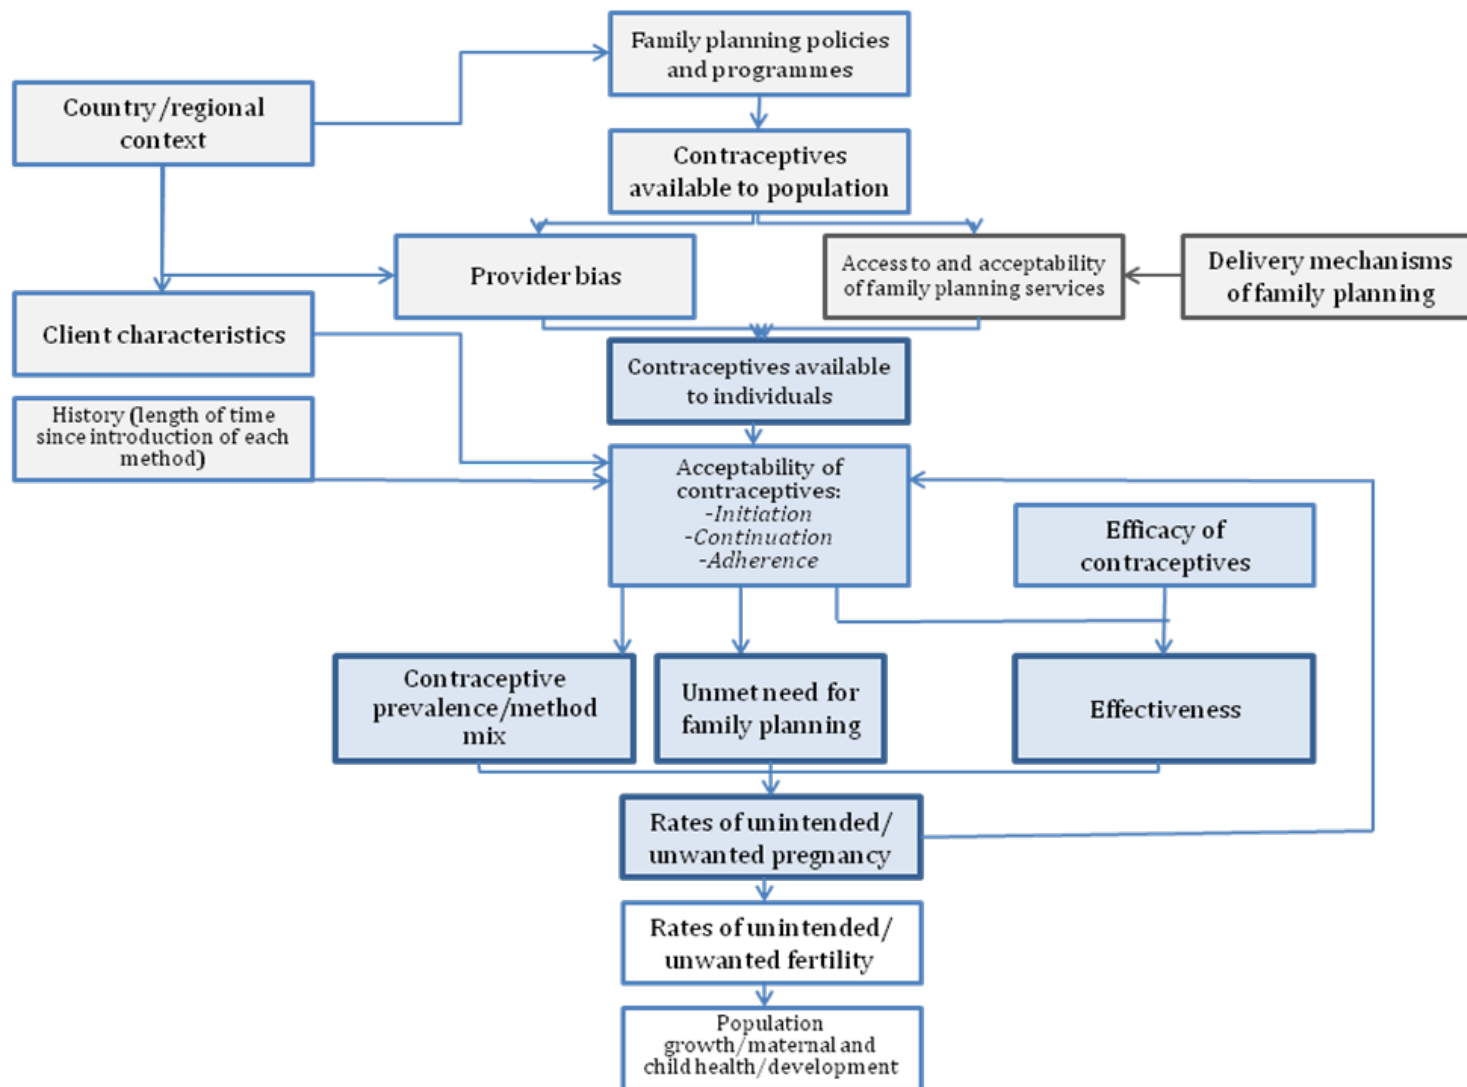 Family planning policies
and programmes
Country/regional
context
Contraceptives
available to population
Provider bias
Access to and acceptability
of family planning services
Delivery mechanisms
of family planning
Client characteristics
Contraceptives available
to individuals
History (length of time
since introduction of each
method)
Acceptability of
contraceptives:
-Initiation
-Continuation
-Adherence
Efficacy of
contraceptives
Contraceptive
prevalence/method
mix
Unmet need for
family planning
Effectiveness
Rates of unintended/
unwanted pregnancy
Rates of unintended/
unwanted fertility
Population
growth/maternal and
child health/development